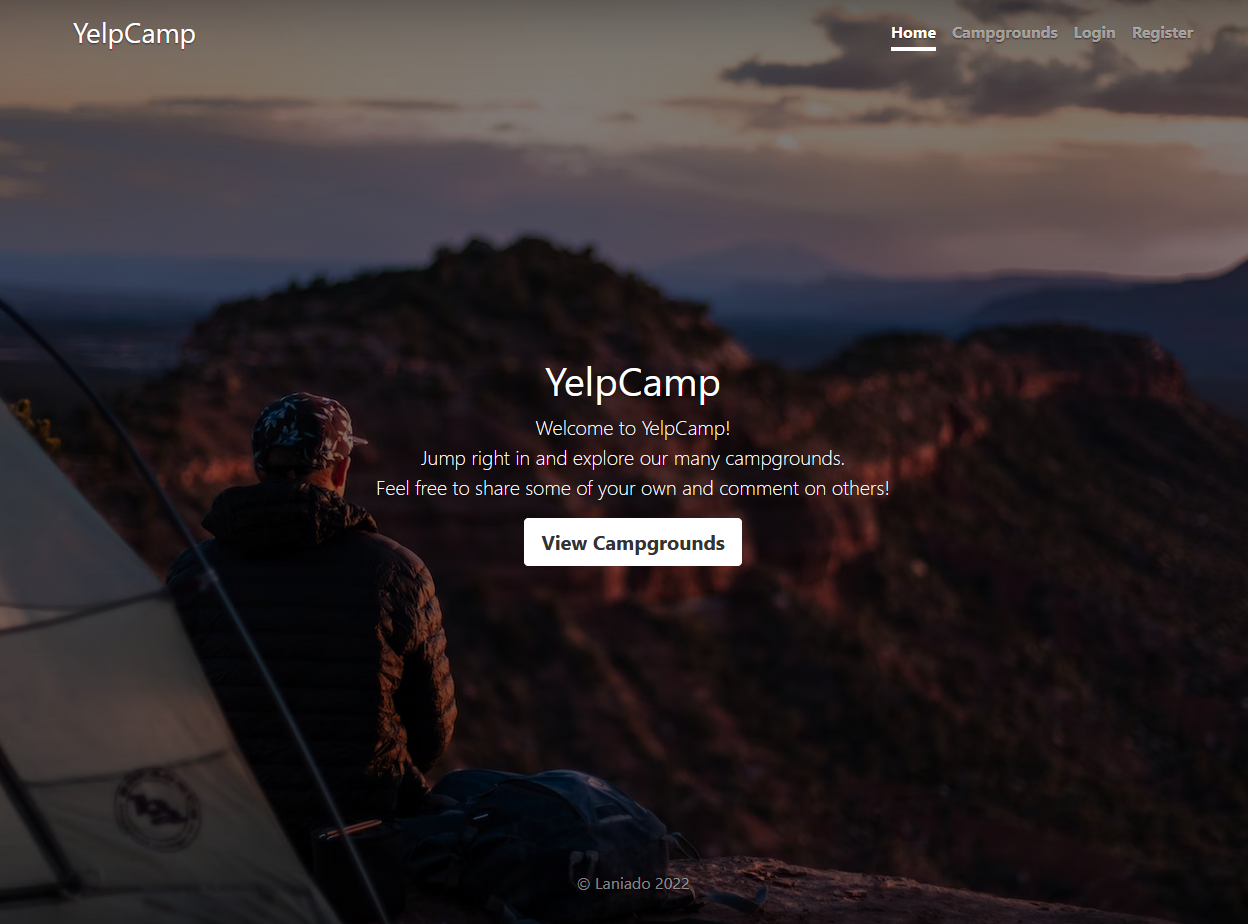 YelpCamp
Home Campgrounds Login Register
YelpCamp
Welcome to YelpCamp!
Jump right in and explore our many campgrounds.
Feel free to share some of your own and comment on others!
View Campgrounds
© Laniado 2022